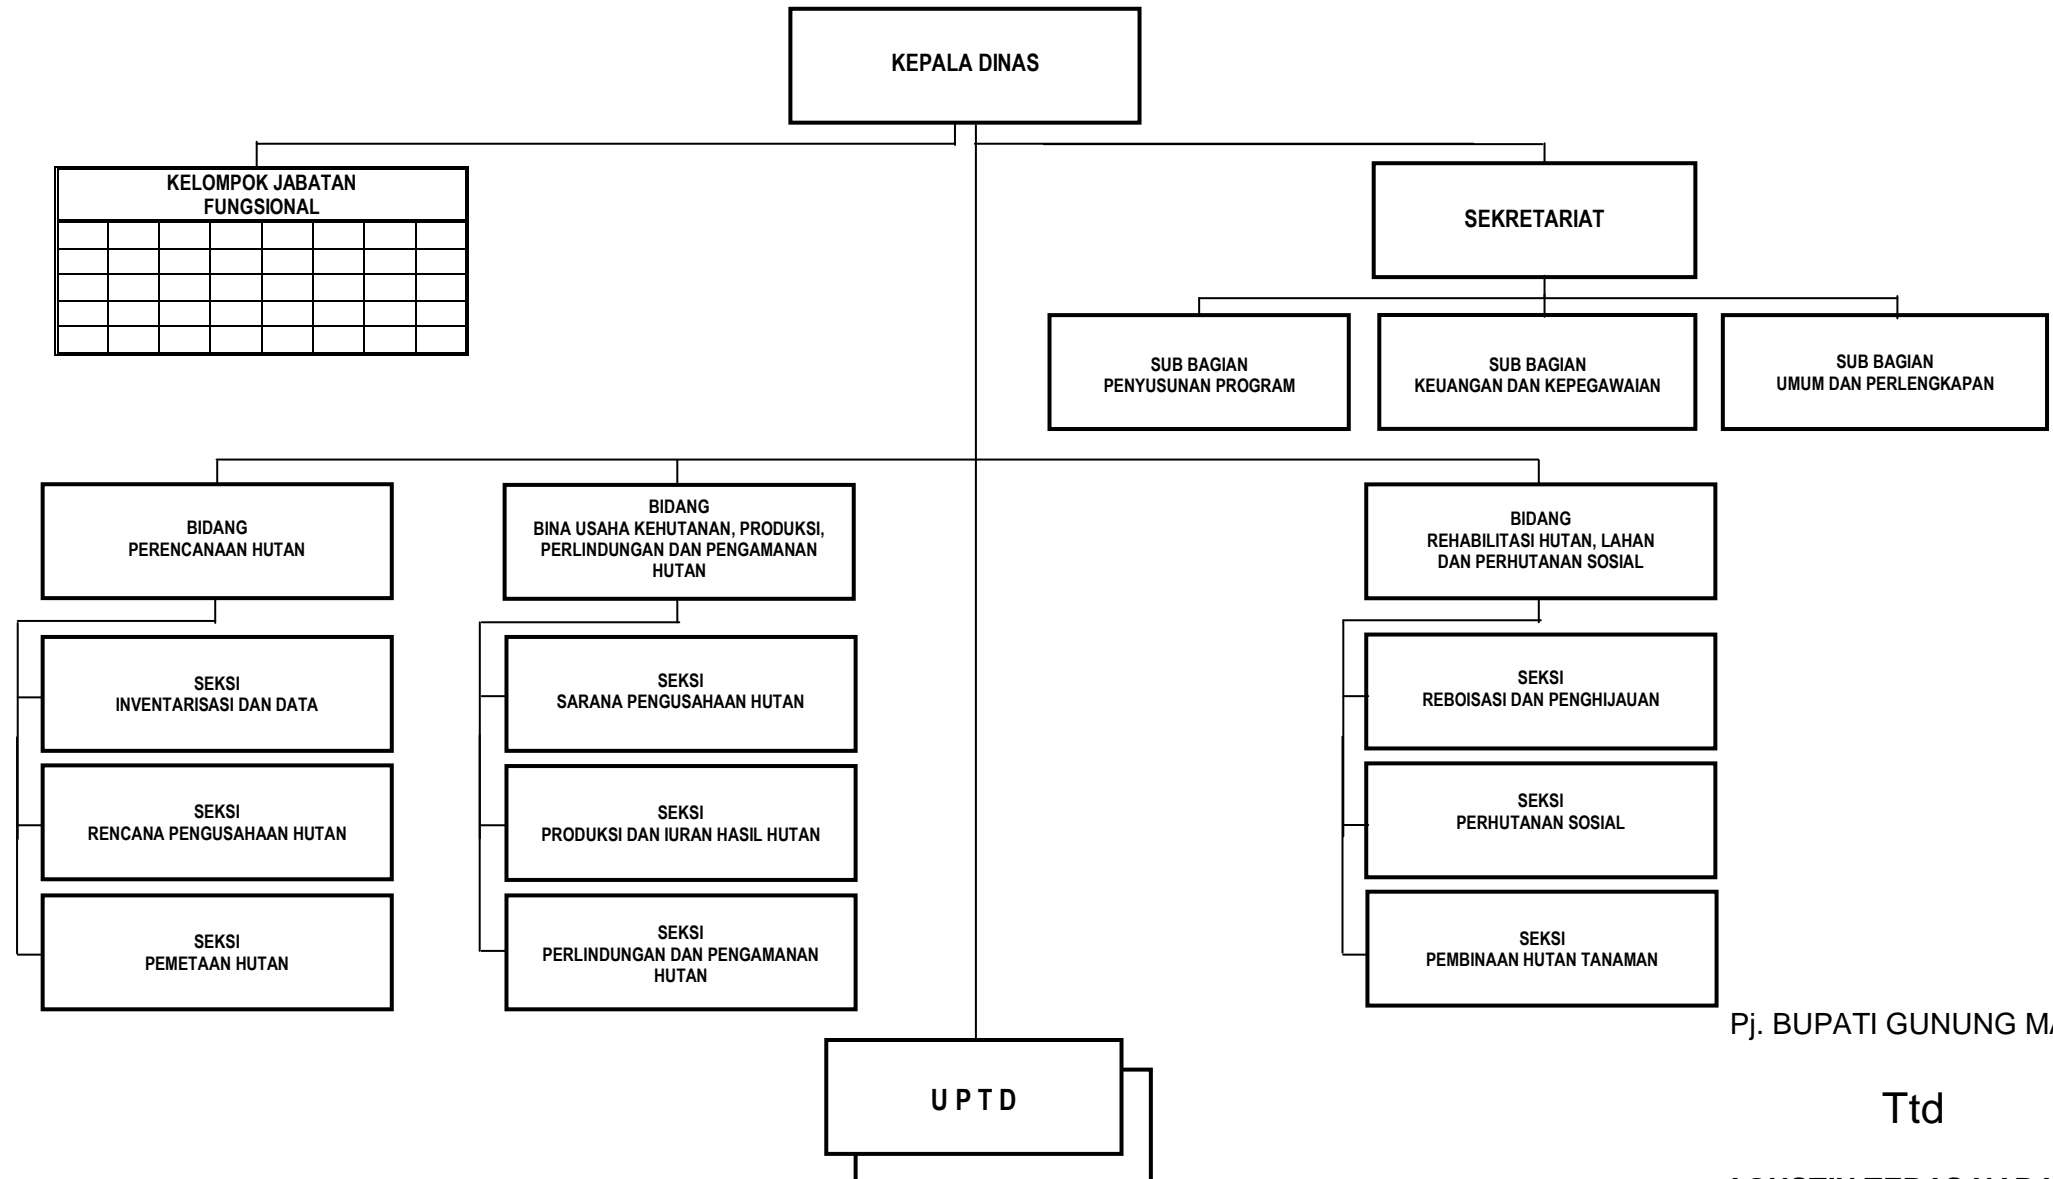 KEPALA DINAS
KELOMPOK JABATAN
FUNGSIONAL
SEKRETARIAT
SUB BAGIAN
PENYUSUNAN PROGRAM
SUB BAGIAN
KEUANGAN DAN KEPEGAWAIAN
SUB BAGIAN
UMUM DAN PERLENGKAPAN
BIDANG
PERENCANAAN HUTAN
BIDANG
BINA USAHA KEHUTANAN, PRODUKSI,
PERLINDUNGAN DAN PENGAMANAN
HUTAN
BIDANG
REHABILITASI HUTAN, LAHAN
DAN PERHUTANAN SOSIAL
SEKSI
INVENTARISASI DAN DATA
SEKSI
SARANA PENGUSAHAAN HUTAN
SEKSI
REBOISASI DAN PENGHIJAUAN
SEKSI
RENCANA PENGUSAHAAN HUTAN
SEKSI
PRODUKSI DAN IURAN HASIL HUTAN
SEKSI
PERHUTANAN SOSIAL
SEKSI
PEMETAAN HUTAN
SEKSI
PERLINDUNGAN DAN PENGAMANAN
HUTAN
SEKSI
PEMBINAAN HUTAN TANAMAN
Pj. BUPATI GUNUNG
U P T D
Ttd